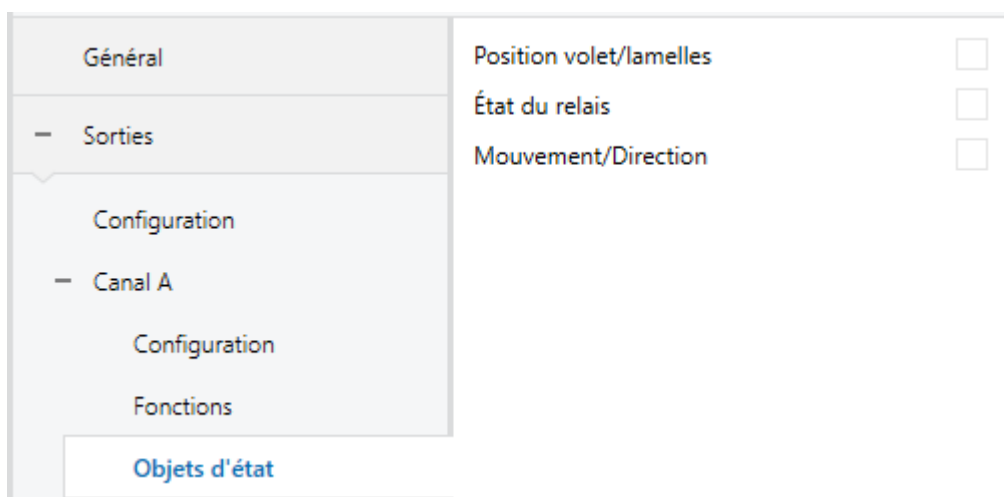 Général
Sorties
Configuration
Canal A
Configuration
Fonctions
Objets d'état
Position volet/lamelles
État du relais
Mouvement/Direction